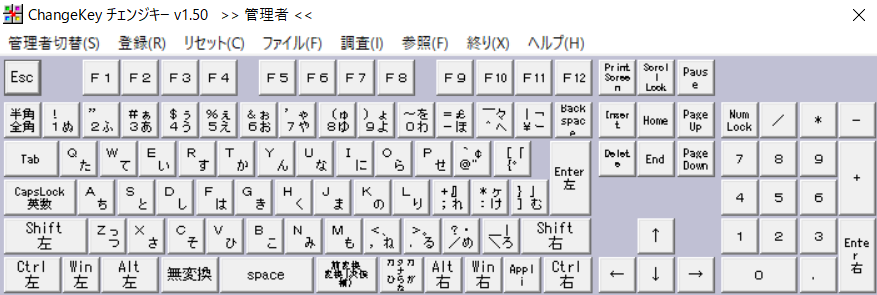 ChangeKey チェンジキー v1.50 >> 管理者 <<
管理者切替(S) 登録(R) リセット(C) ファイル(F) 調査(I) 参照(F) 終り(X) ヘルプ(H)
Esc F1 F2 F3 F4 F5 F6 F7 F8 F9 F10 F11 F12 Print Screen Scroll Lock Pause
半角 全角 ! 1ぬ " 2ふ #ぁ 3あ $ぅ 4う %ぇ 5え &ぉ 6お 'ゃ 7や (ゅ 8ゆ )ょ 9よ ~を 0わ =£ -ほ ^へ |¬ \ー Back space Insert Home Page Up Num Lock / * -
Tab Qた Wて Eい Rす Tか Yん Uな Iに Oら Pせ `¢ @゛ [「 {゜ Enter 左 Delete End Page Down 7 8 9 +
CapsLock 英数 Aち Sと Dし Fは Gき Hく Jま Kの Lり + ;れ *ヶ :け }」 ]む 4 5 6
Shift 左 Zっ つ Xさ Cそ Vひ Bこ Nみ Mも <、 ,ね >。 .る ?・ /め _ \ろ Shift 右 ↑ 1 2 3 Enter 右
Ctrl 左 Win 左 Alt 左 無変換 space 前変換 変換(次候補) カタカナ ひらがな Alt 右 Win 右 Appli Ctrl 右 ← ↓ → 0 .